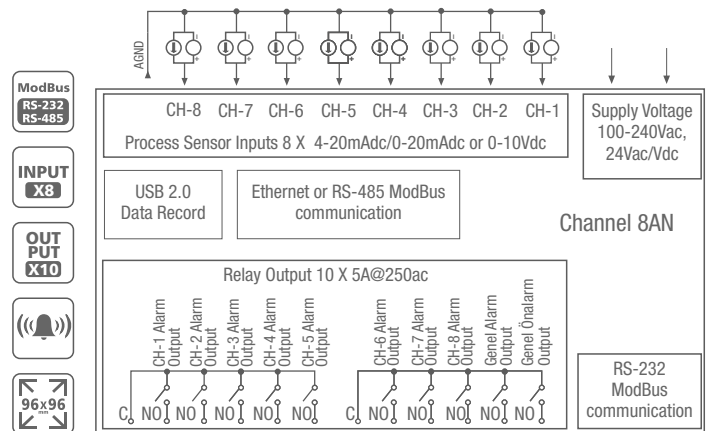 AGND
ModBus
RS-232
RS-485
INPUT
X8
OUT
PUT
X10
96x96
mm
CH-8 CH-7 CH-6 CH-5 CH-4 CH-3 CH-2 CH-1
Process Sensor Inputs 8 X 4-20mAdc/0-20mAdc or 0-10Vdc
Supply Voltage
100-240Vac,
24Vac/Vdc
USB 2.0
Data Record
Ethernet or RS-485 ModBus
communication
Channel 8AN
Relay Output 10 X 5A@250ac
CH-1 Alarm
Output
CH-2 Alarm
Output
CH-3 Alarm
Output
CH-4 Alarm
Output
CH-5 Alarm
Output
CH-6 Alarm
Output
CH-7 Alarm
Output
CH-8 Alarm
Output
Genel Alarm
Output
Genel Önalarm
Output
C NO NO NO NO NO C NO NO NO NO NO
RS-232
ModBus
communication